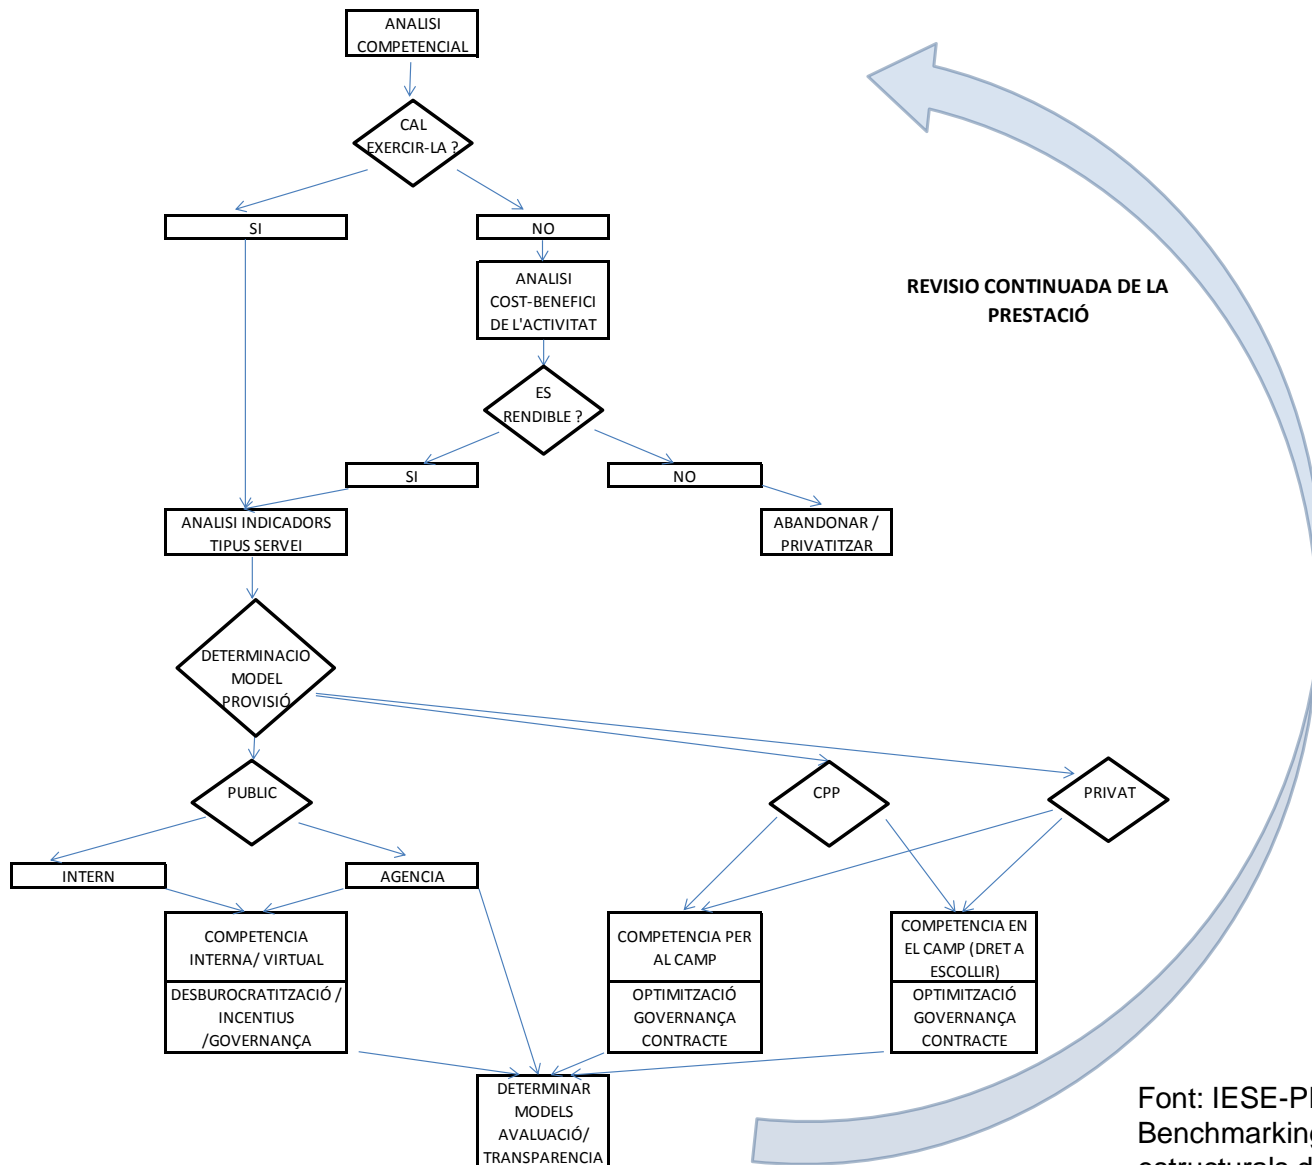 ANALISI
COMPETENCIAL
CAL
EXERCIR-LA ?
SI
NO
ANALISI
COST-BENEFICI
DE L'ACTIVITAT
REVISIO CONTINUADA DE LA
PRESTACIÓ
ES
RENDIBLE ?
SI
NO
ANALISI INDICADORS
TIPUS SERVEI
ABANDONAR /
PRIVATITZAR
DETERMINACIO
MODEL
PROVISIÓ
PUBLIC
CPP
PRIVAT
INTERN
AGENCIA
COMPETENCIA
INTERNA/ VIRTUAL
DESBUROCRATITZACIÓ /
INCENTIUS
/GOVERNANÇA
COMPETENCIA PER
AL CAMP
OPTIMITZACIÓ
GOVERNANÇA
CONTRACTE
COMPETENCIA EN
EL CAMP (DRET A
ESCOLLIR)
OPTIMITZACIÓ
GOVERNANÇA
CONTRACTE
DETERMINAR
MODELS
AVALUACIÓ/
TRANSPARENCIA
Font: IESE-P
Benchmarking
estructurals d